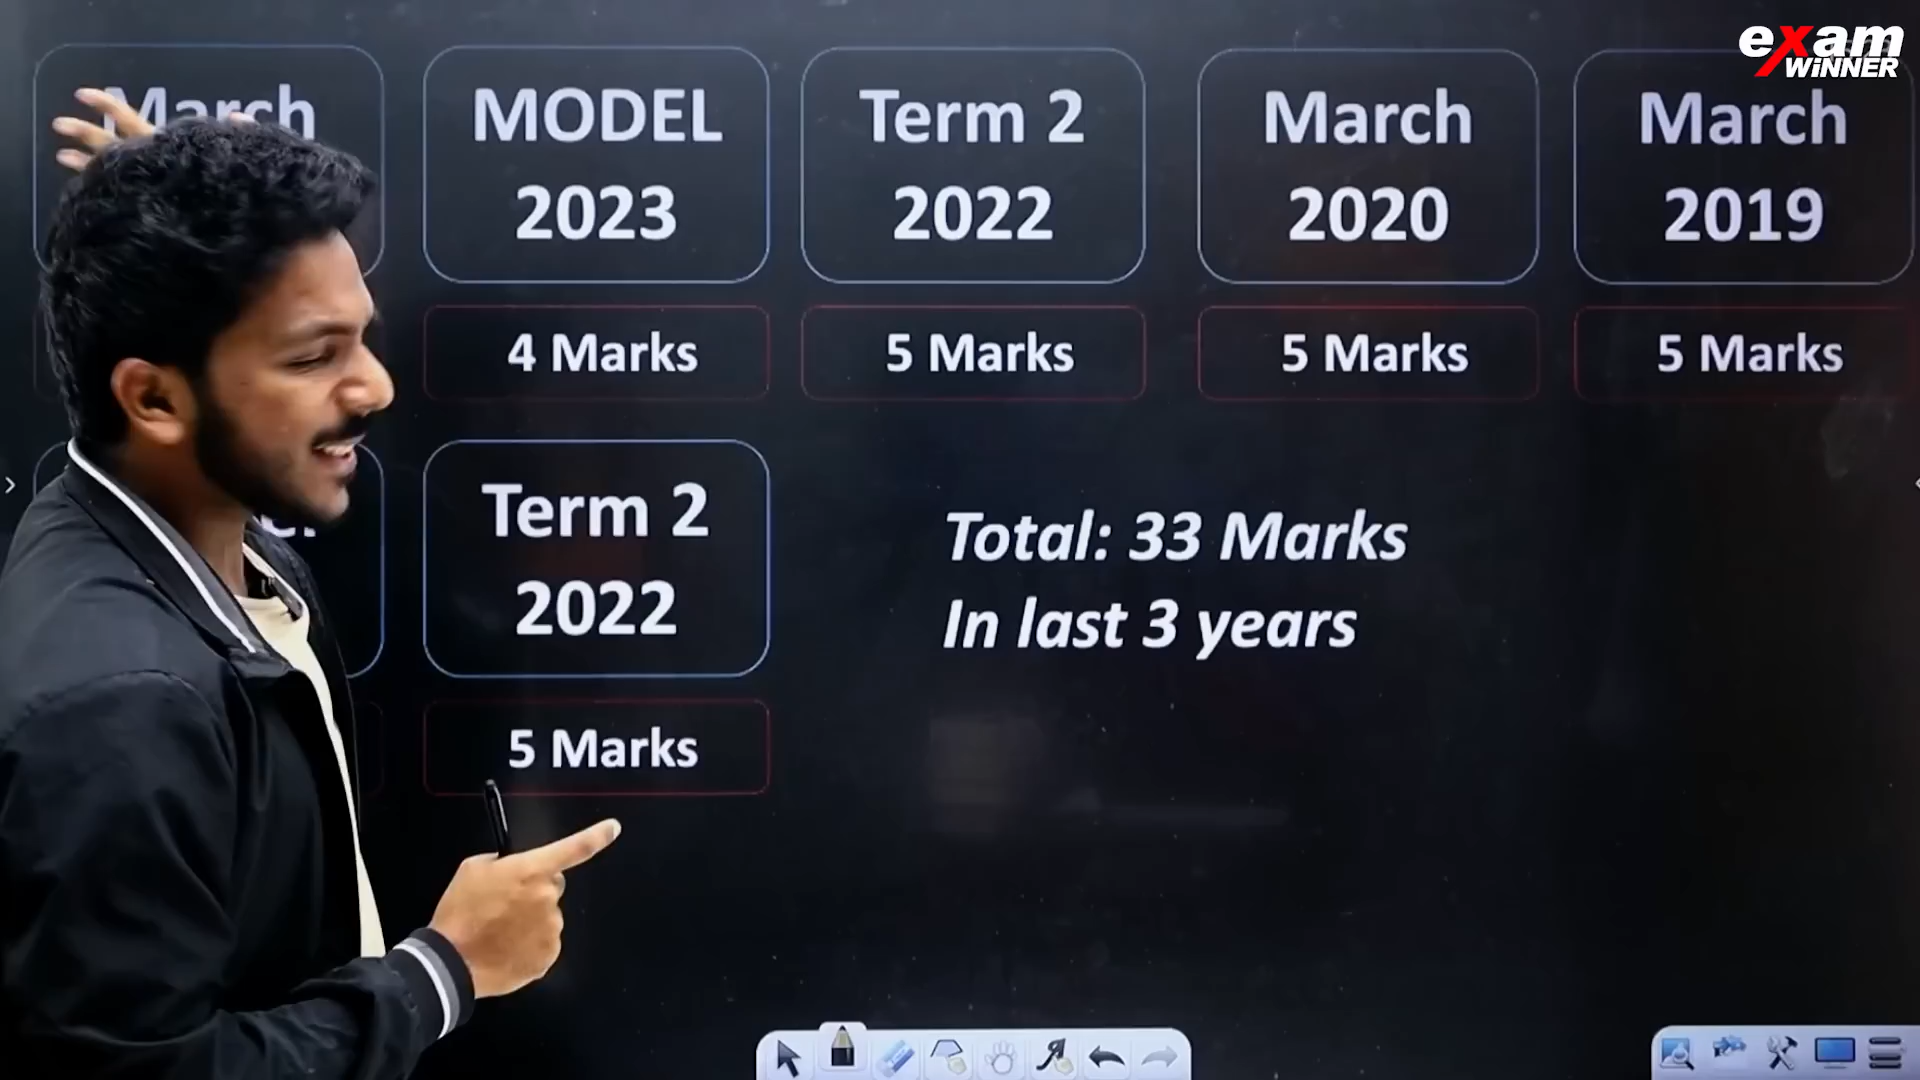 exam
WiNNER
March
MODEL
2023
Term 2
2022
March
2020
March
2019
4 Marks
5 Marks
5 Marks
5 Marks
Term 2
2022
5 Marks
Total: 33 Marks
In last 3 years